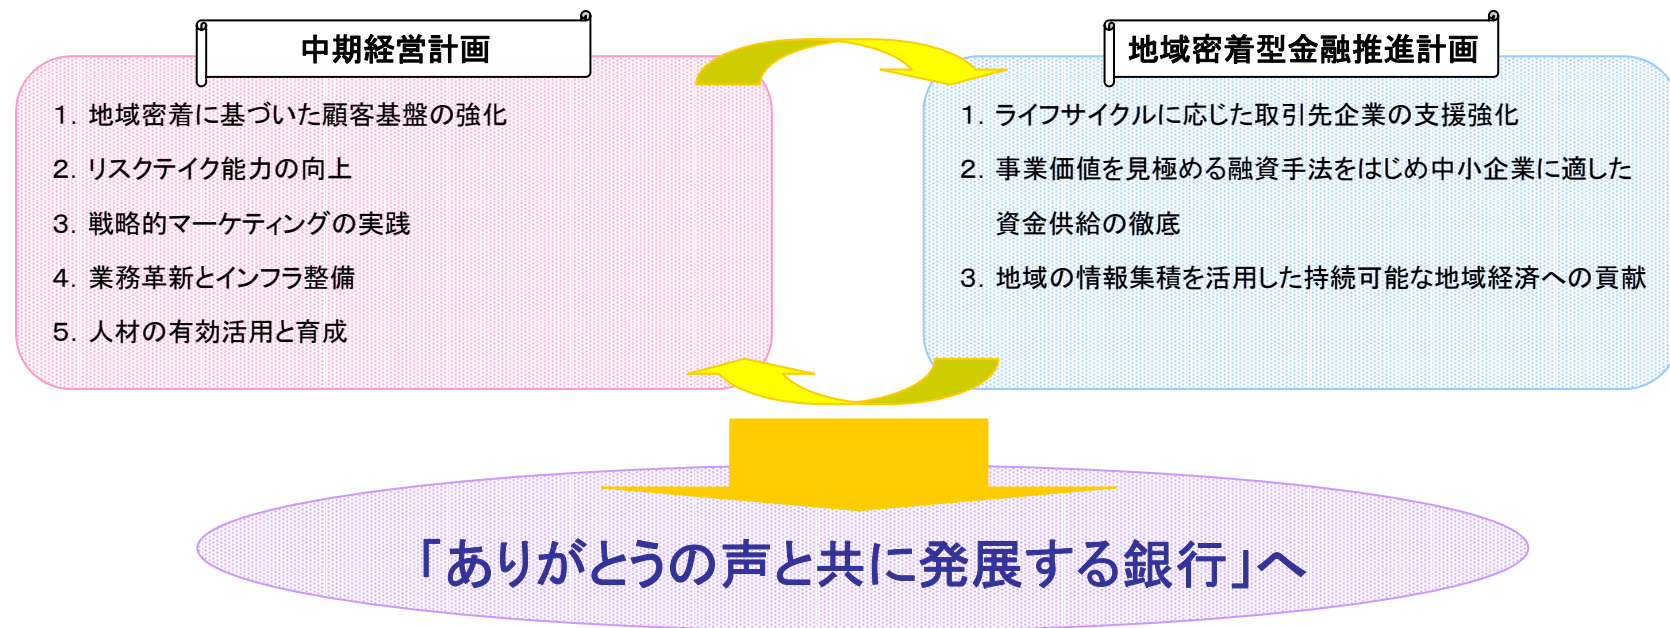 中期経営計画
1. 地域密着に基づいた顧客基盤の強化
2. リスクテイク能力の向上
3. 戦略的マーケティングの実践
4. 業務革新とインフラ整備
5. 人材の有効活用と育成
地域密着型金融推進計画
1. ライフサイクルに応じた取引先企業の支援強化
2. 事業価値を見極める融資手法をはじめ中小企業に適した
資金供給の徹底
3. 地域の情報集積を活用した持続可能な地域経済への貢献
「ありがとうの声と共に発展する銀行」へ